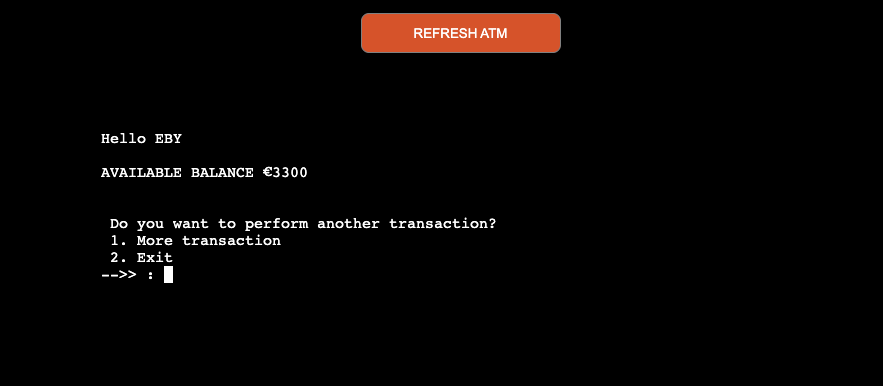 REFRESH ATM
Hello EBY
AVAILABLE BALANCE €3300
Do you want to perform another transaction?
1. More transaction
2. Exit
-->> :